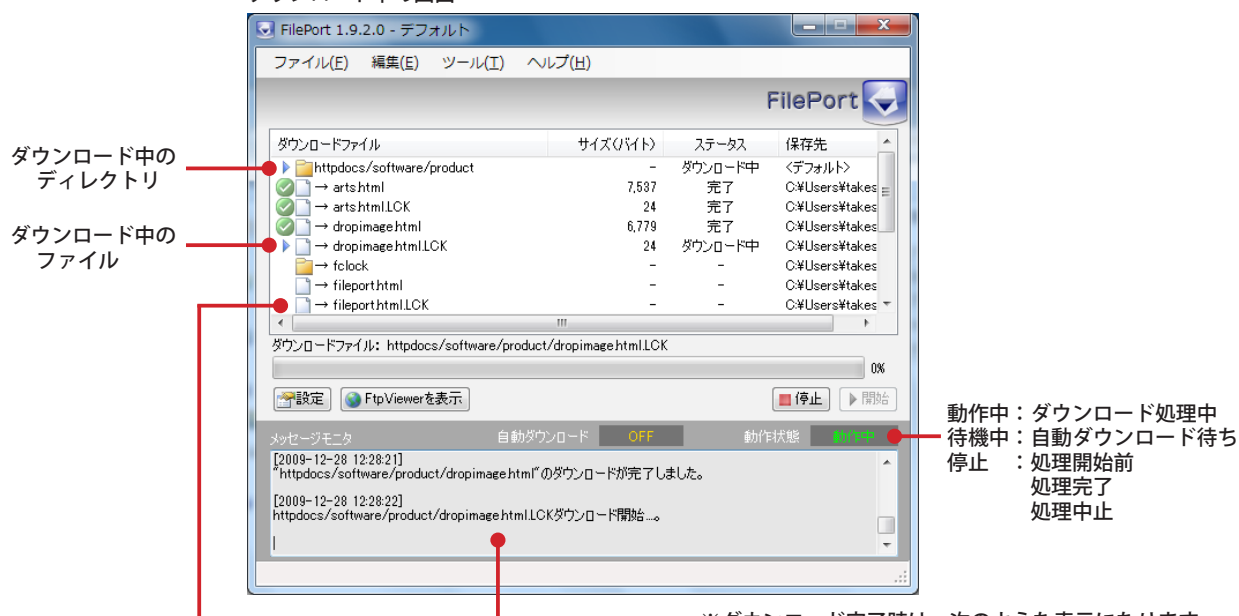 FilePort 1.9.2.0 - デフォルト
ファイル(F) 編集(E) ツール(T) ヘルプ(H)
FilePort
ダウンロードファイル サイズ(バイト) ステータス 保存先
httpdocs/software/product - ダウンロード中 <デフォルト>
→ arts.html 7,537 完了 C:¥Users¥takes
→ arts.html.LCK 24 完了 C:¥Users¥takes
→ dropimage.html 6,779 完了 C:¥Users¥takes
→ dropimage.html.LCK 24 ダウンロード中 C:¥Users¥takes
→ fclock - - C:¥Users¥takes
→ fileport.html - - C:¥Users¥takes
→ fileport.html.LCK - - C:¥Users¥takes
ダウンロード中の
ディレクトリ
ダウンロード中の
ファイル
ダウンロードファイル: httpdocs/software/product/dropimage.html.LCK
0%
設定 FtpViewerを表示 停止 開始
メッセージモニタ 自動ダウンロード OFF 動作状態 動作中
[2009-12-28 12:28:21]
"httpdocs/software/product/dropimage.html"のダウンロードが完了しました。
[2009-12-28 12:28:22]
httpdocs/software/product/dropimage.html.LCKダウンロード開始...。
動作中：ダウンロード処理中
待機中：自動ダウンロード待ち
停止　：処理開始前
処理完了
処理中止